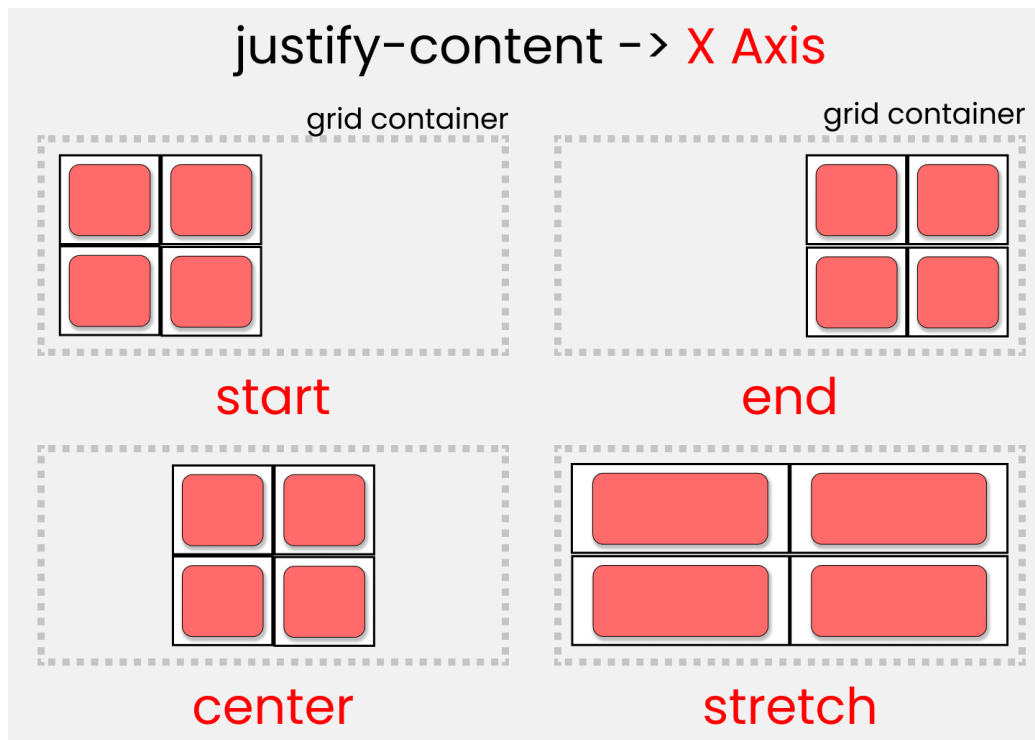 justify-content -> X Axis
grid container
grid container
start
end
center
stretch